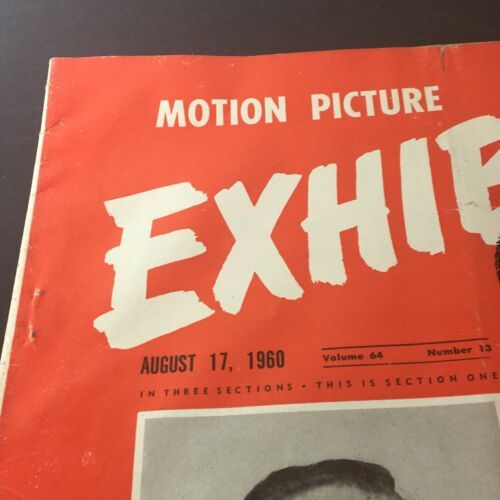 MOTION PICTURE
EXHIB
AUGUST 17, 1960
Volume 64 Number 13
IN THREE SECTIONS • THIS IS SECTION ONE